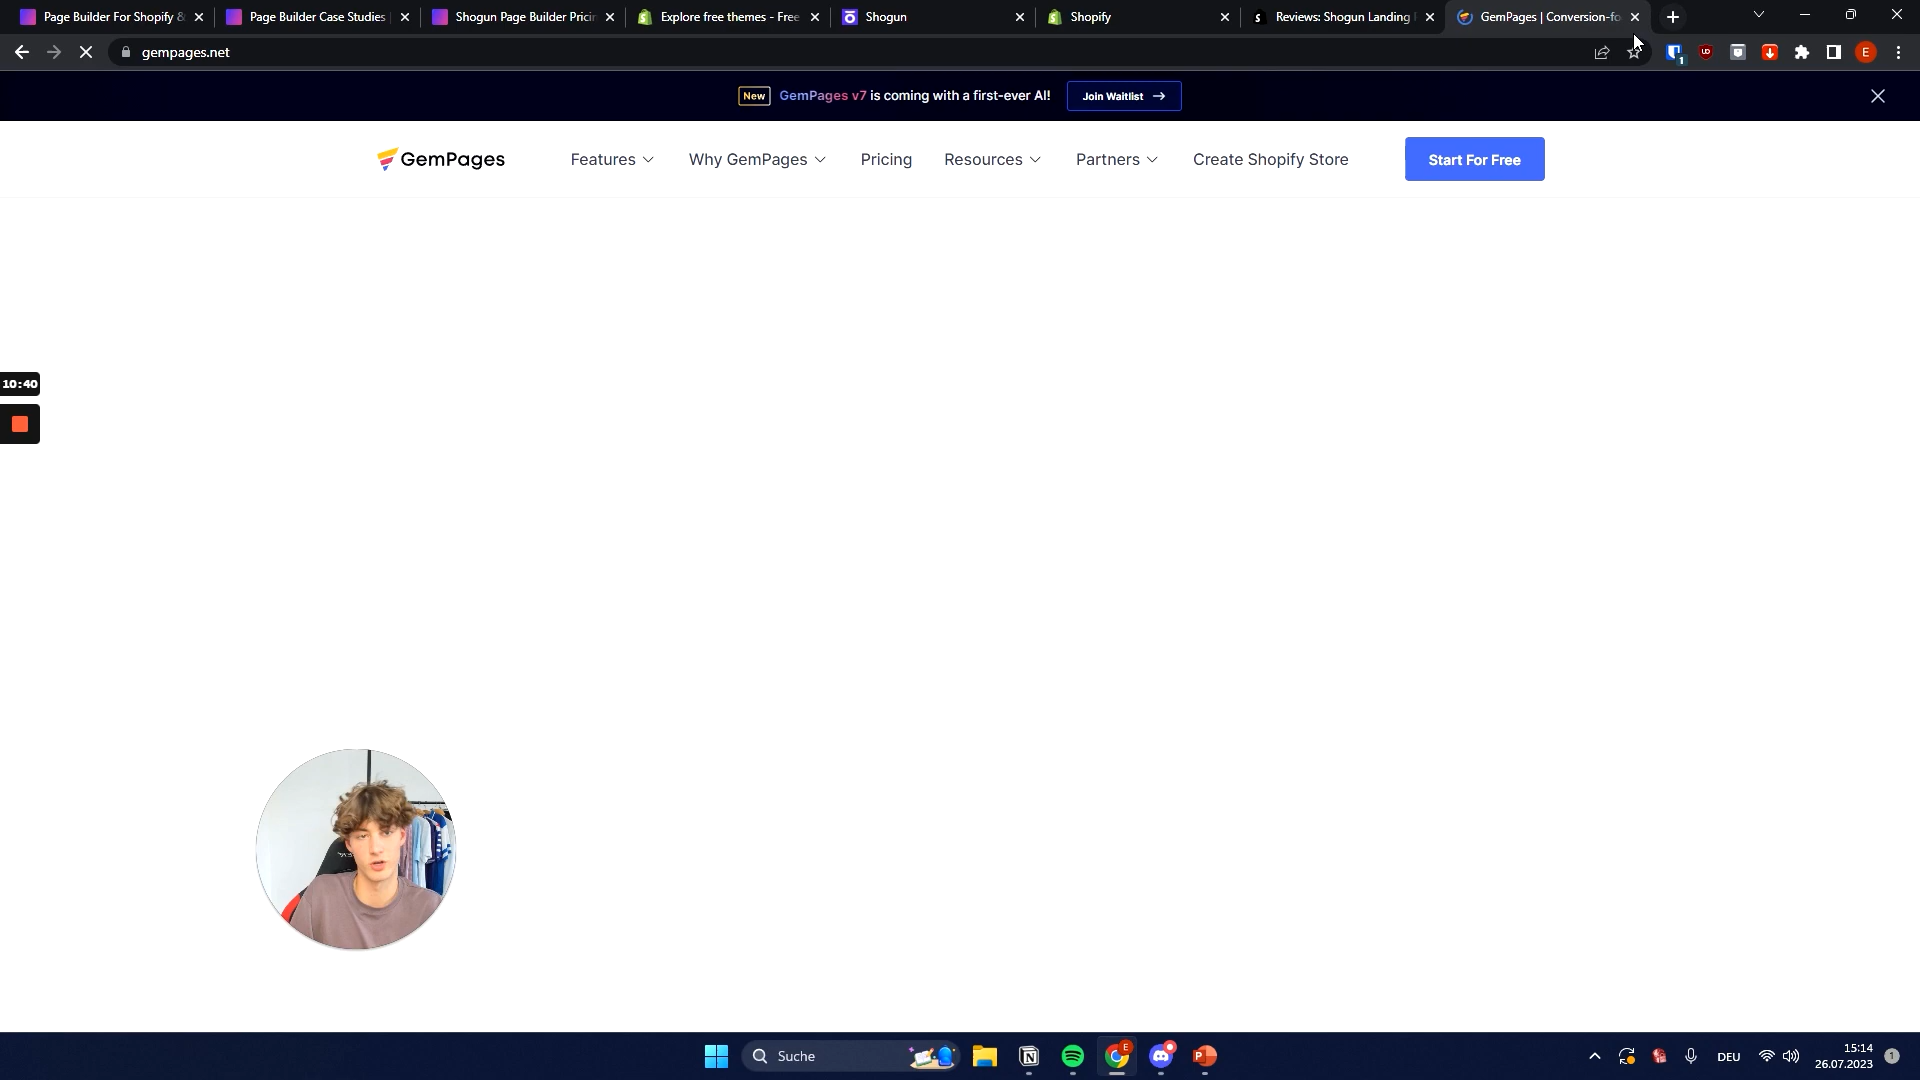 Page Builder For Shopify &
Page Builder Case Studies
Shogun Page Builder Pricin
Explore free themes - Free
Shogun
Shopify
Reviews: Shogun Landing
GemPages | Conversion-fo
gempages.net
New GemPages v7 is coming with a first-ever AI! Join Waitlist →
GemPages
Features
Why GemPages
Pricing
Resources
Partners
Create Shopify Store
Start For Free
10:40
Suche
DEU
15:14
26.07.2023
1